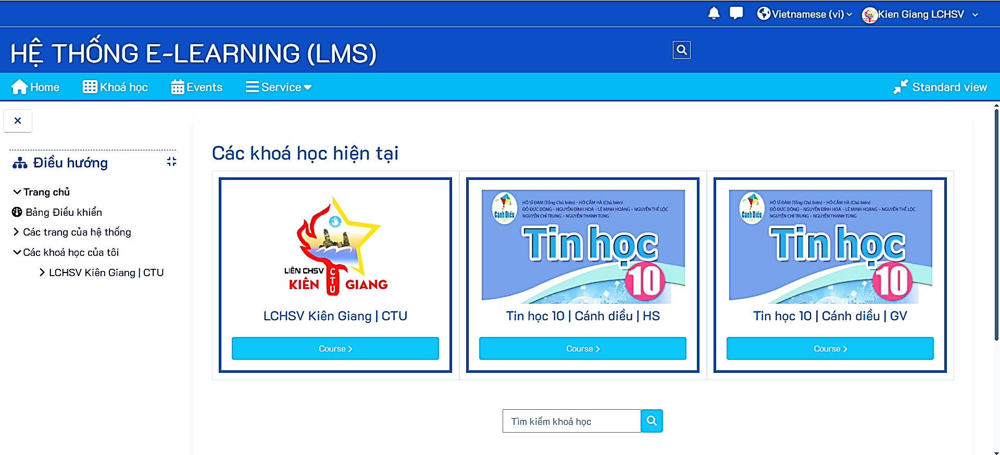 Vietnamese (vi)
Kien Giang LCHSV
HỆ THỐNG E-LEARNING (LMS)
Home
Khoá học
Events
Service
Standard view
Điều hướng
Trang chủ
Bảng Điều khiển
Các trang của hệ thống
Các khoá học của tôi
LCHSV Kiên Giang | CTU
Các khoá học hiện tại
LIÊN CHSV
CTU
KIÊN GIANG
LCHSV Kiên Giang | CTU
Course
Cánh Diều
HỒ SĨ ĐÀM (Tổng Chủ biên) – HỒ CẨM HÀ (Chủ biên)
ĐỖ ĐỨC ĐÔNG – NGUYỄN ĐÌNH HOÁ – LÊ MINH HOÀNG – NGUYỄN THẾ LỘC
NGUYỄN CHÍ TRUNG – NGUYỄN THANH TÙNG
Tin học
10
Tin học 10 | Cánh diều | HS
Course
Cánh Diều
HỒ SĨ ĐÀM (Tổng Chủ biên) – HỒ CẨM HÀ (Chủ biên)
ĐỖ ĐỨC ĐÔNG – NGUYỄN ĐÌNH HOÁ – LÊ MINH HOÀNG – NGUYỄN THẾ LỘC
NGUYỄN CHÍ TRUNG – NGUYỄN THANH TÙNG
Tin học
10
Tin học 10 | Cánh diều | GV
Course
Tìm kiếm khoá học